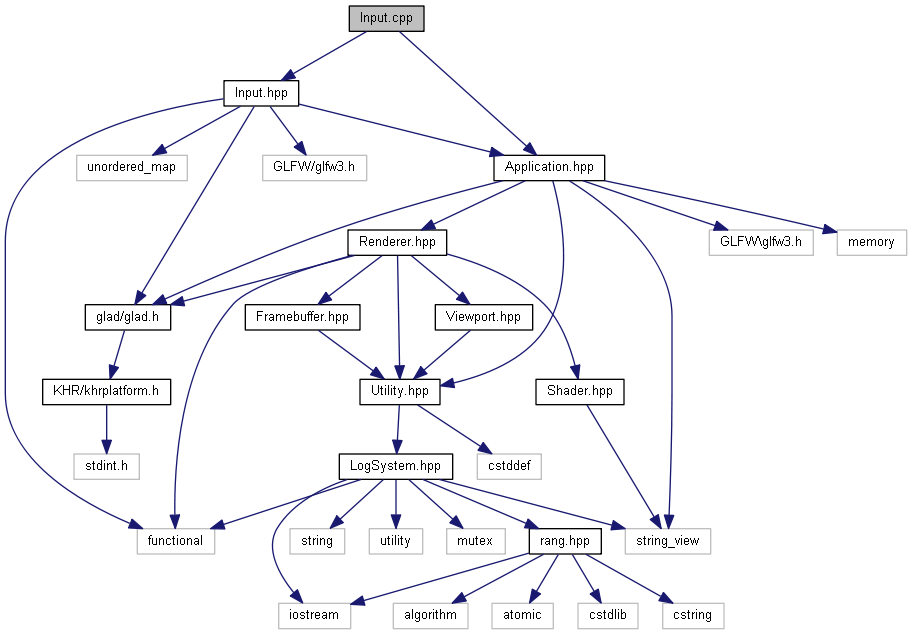 Input.cpp
Input.hpp
unordered_map
GLFW/glfw3.h
Application.hpp
Renderer.hpp
GLFW\glfw3.h
memory
glad/glad.h
Framebuffer.hpp
Viewport.hpp
KHR/khrplatform.h
Utility.hpp
Shader.hpp
stdint.h
LogSystem.hpp
cstddef
functional
string
utility
mutex
rang.hpp
string_view
iostream
algorithm
atomic
cstdlib
cstring